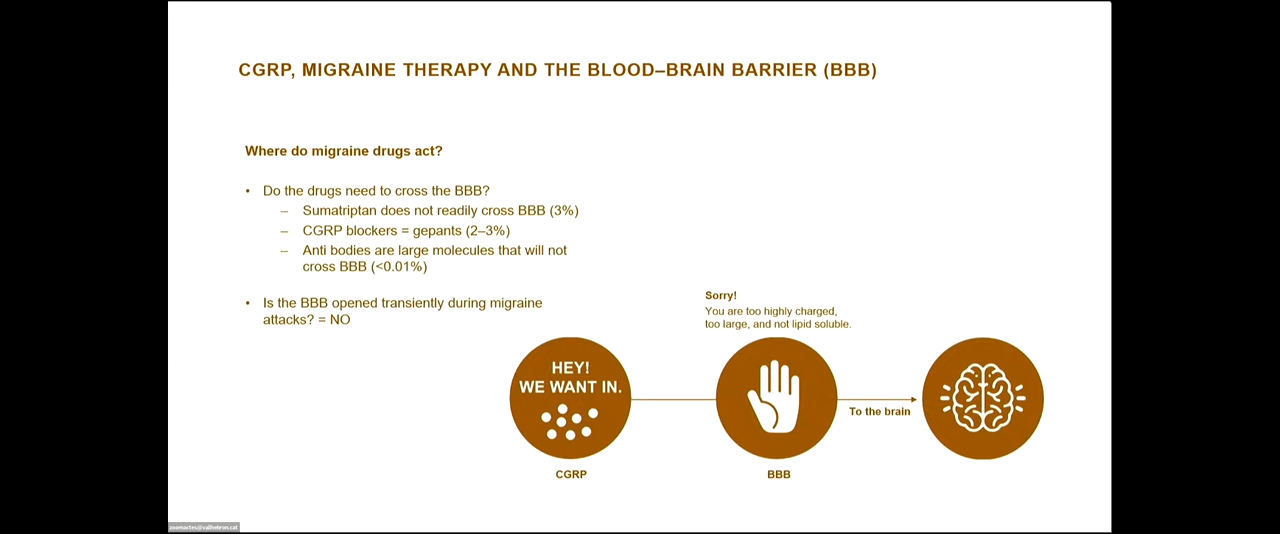 CGRP, MIGRAINE THERAPY AND THE BLOOD–BRAIN BARRIER (BBB)
Where do migraine drugs act?
• Do the drugs need to cross the BBB?
– Sumatriptan does not readily cross BBB (3%)
– CGRP blockers = gepants (2–3%)
– Anti bodies are large molecules that will not
cross BBB (<0.01%)
• Is the BBB opened transiently during migraine
attacks? = NO
Sorry!
You are too highly charged,
too large, and not lipid soluble.
HEY!
WE WANT IN.
To the brain
CGRP
BBB
zoomactes@vallhebron.cat